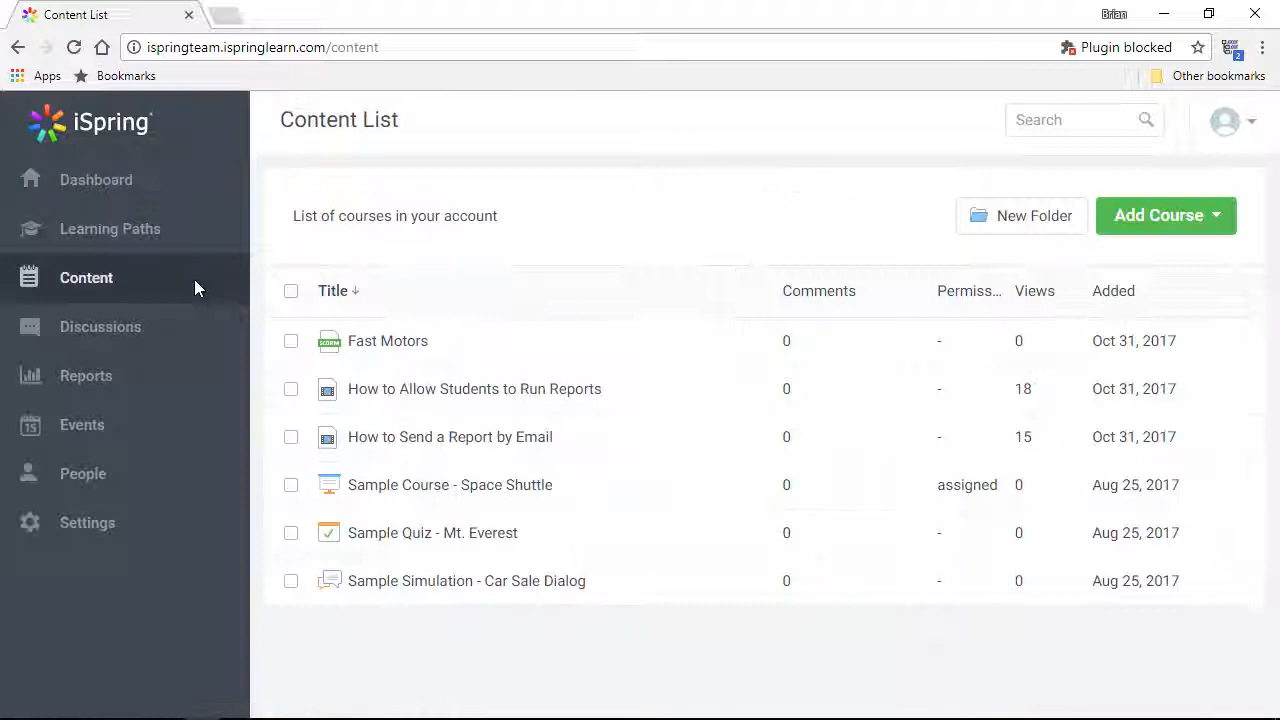 Content List
Brian
ispringteam.ispringlearn.com/content
Plugin blocked
2
Apps
Bookmarks
Other bookmarks
iSpring
Content List
Search
Dashboard
Learning Paths
Content
Discussions
Reports
15
Events
People
Settings
List of courses in your account
New Folder
Add Course
Title Comments Permiss... Views Added
SCORM Fast Motors 0 - 0 Oct 31, 2017
How to Allow Students to Run Reports 0 - 18 Oct 31, 2017
How to Send a Report by Email 0 - 15 Oct 31, 2017
Sample Course - Space Shuttle 0 assigned 0 Aug 25, 2017
Sample Quiz - Mt. Everest 0 - 0 Aug 25, 2017
Sample Simulation - Car Sale Dialog 0 - 0 Aug 25, 2017